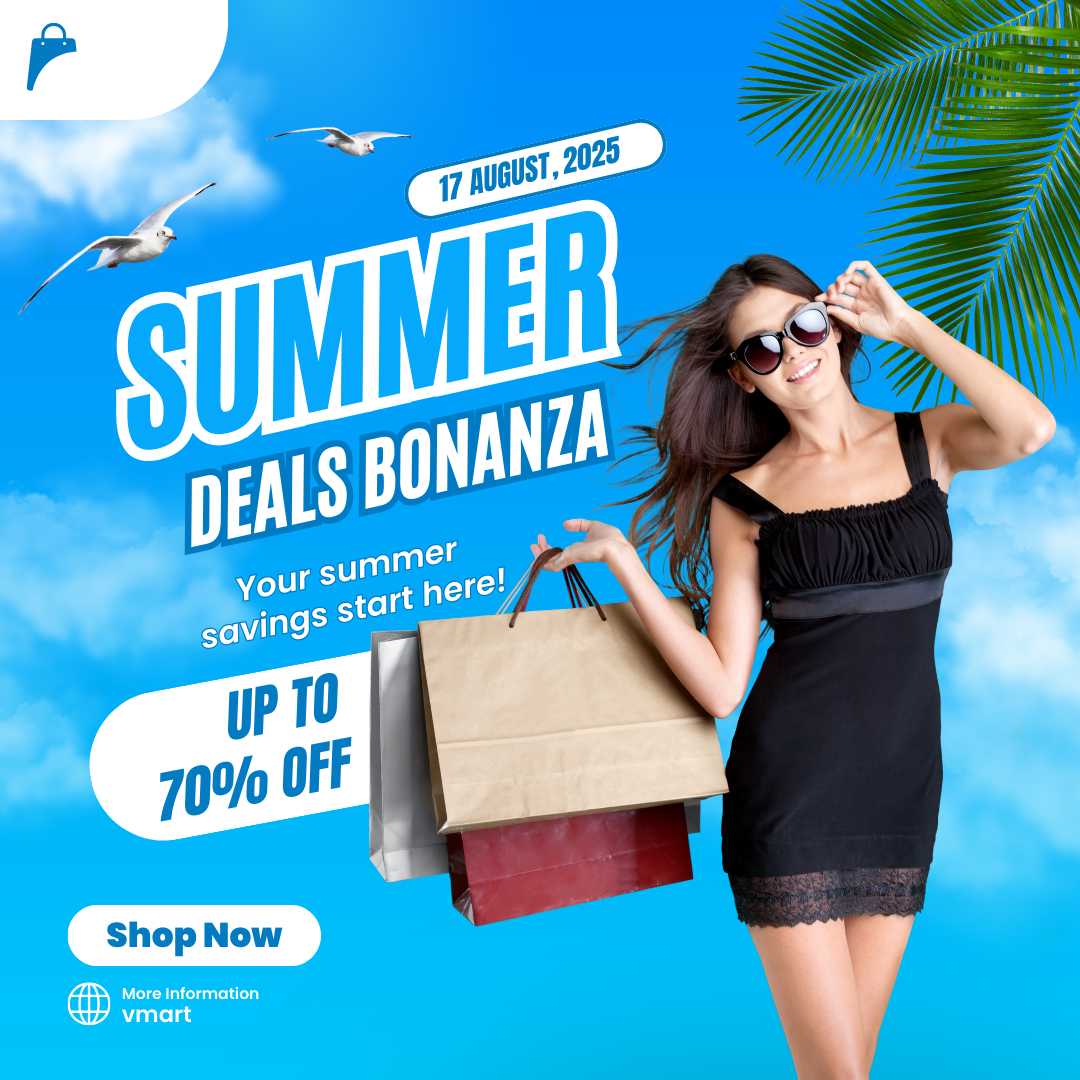 17 AUGUST, 2025
SUMMER
DEALS BONANZA
Your summer
savings start here!
UP TO
70% OFF
Shop Now
More Information
vmart